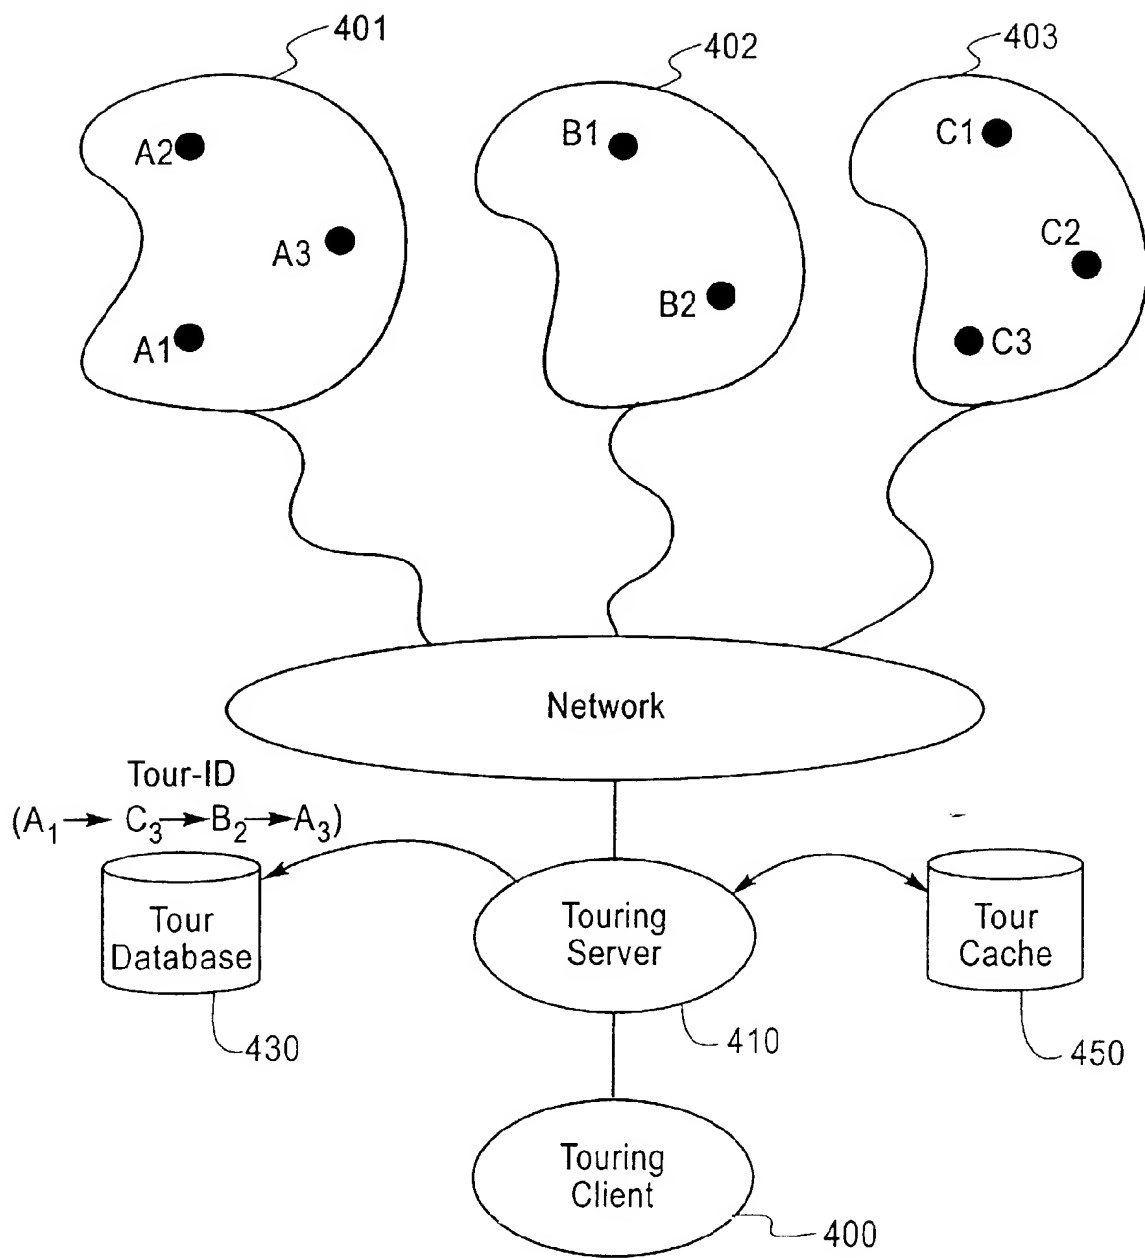 401
402
403
A2
A3
A1
B1
B2
C1
C2
C3
Network
Tour-ID
(A₁ → C₃ → B₂ → A₃)
Tour
Database
430
Touring
Server
410
Tour
Cache
450
Touring
Client
400